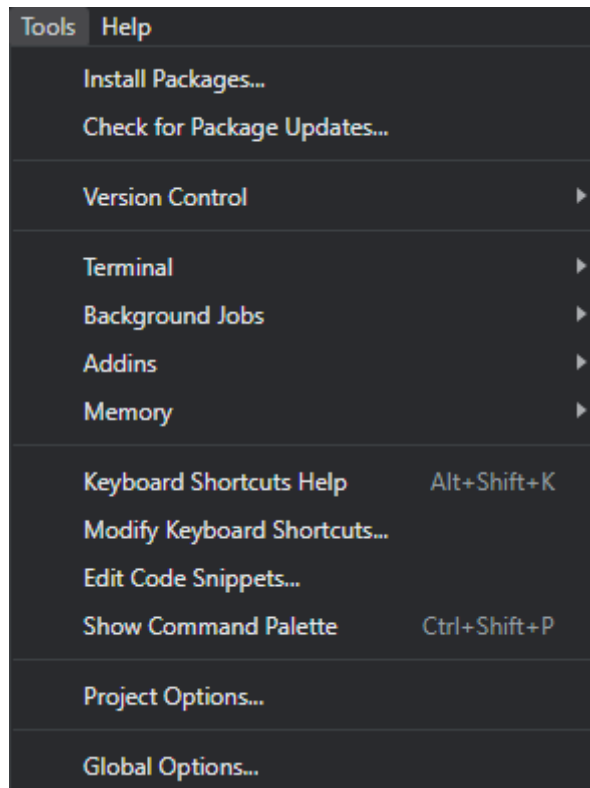 Tools Help
Install Packages...
Check for Package Updates...
Version Control
Terminal
Background Jobs
Addins
Memory
Keyboard Shortcuts Help Alt+Shift+K
Modify Keyboard Shortcuts...
Edit Code Snippets...
Show Command Palette Ctrl+Shift+P
Project Options...
Global Options...